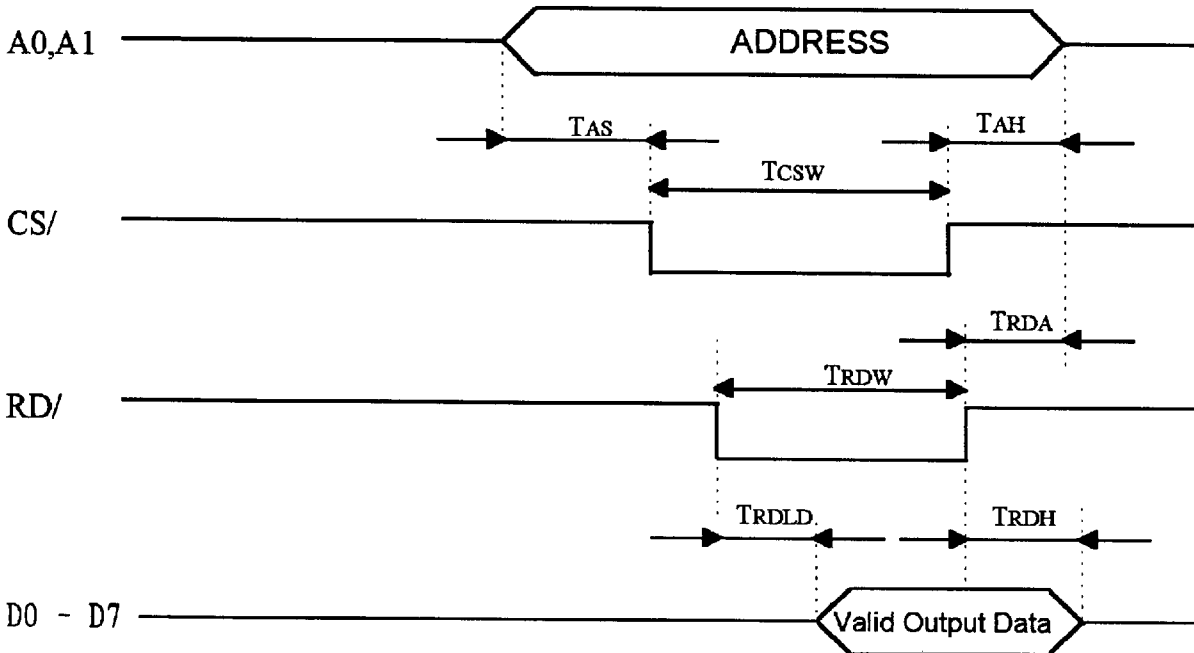 A0,A1 ADDRESS
TAS TAH
TCSW
CS/
TRDA
TRDW
RD/
TRDLD TRDH
D0 - D7 Valid Output Data